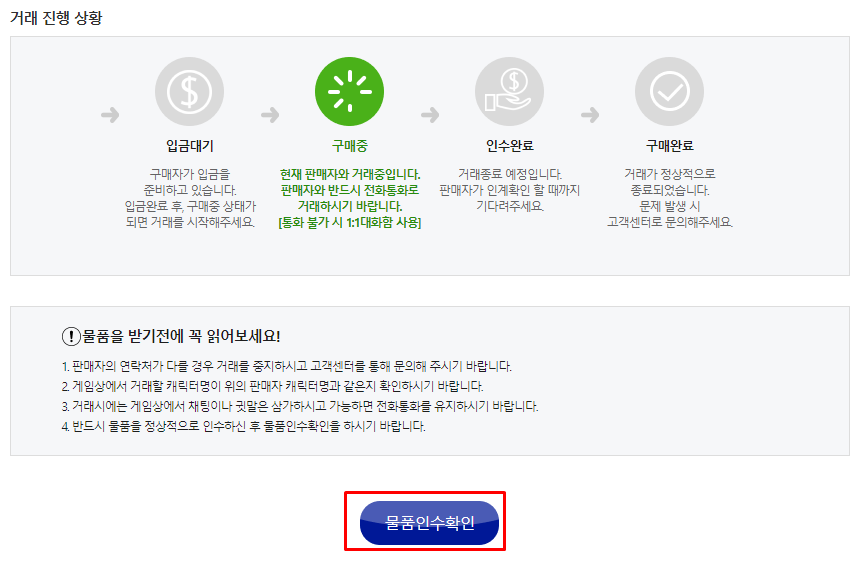 거래 진행 상황
입금대기
구매자가 입금을
준비하고 있습니다.
입금완료 후, 구매중 상태가
되면 거래를 시작해주세요.
구매중
현재 판매자와 거래중입니다.
판매자와 반드시 전화통화로
거래하시기 바랍니다.
[통화 불가 시 1:1대화함 사용]
인수완료
거래종료 예정입니다.
판매자가 인계확인 할 때까지
기다려주세요.
구매완료
거래가 정상적으로
종료되었습니다.
문제 발생 시
고객센터로 문의해주세요.
물품을 받기전에 꼭 읽어보세요!
1. 판매자의 연락처가 다를 경우 거래를 중지하시고 고객센터를 통해 문의해 주시기 바랍니다.
2. 게임상에서 거래할 캐릭터명이 위의 판매자 캐릭터명과 같은지 확인하시기 바랍니다.
3. 거래시에는 게임상에서 채팅이나 귓말은 삼가하시고 가능하면 전화통화를 유지하시기 바랍니다.
4. 반드시 물품을 정상적으로 인수하신 후 물품인수확인을 하시기 바랍니다.
물품인수확인